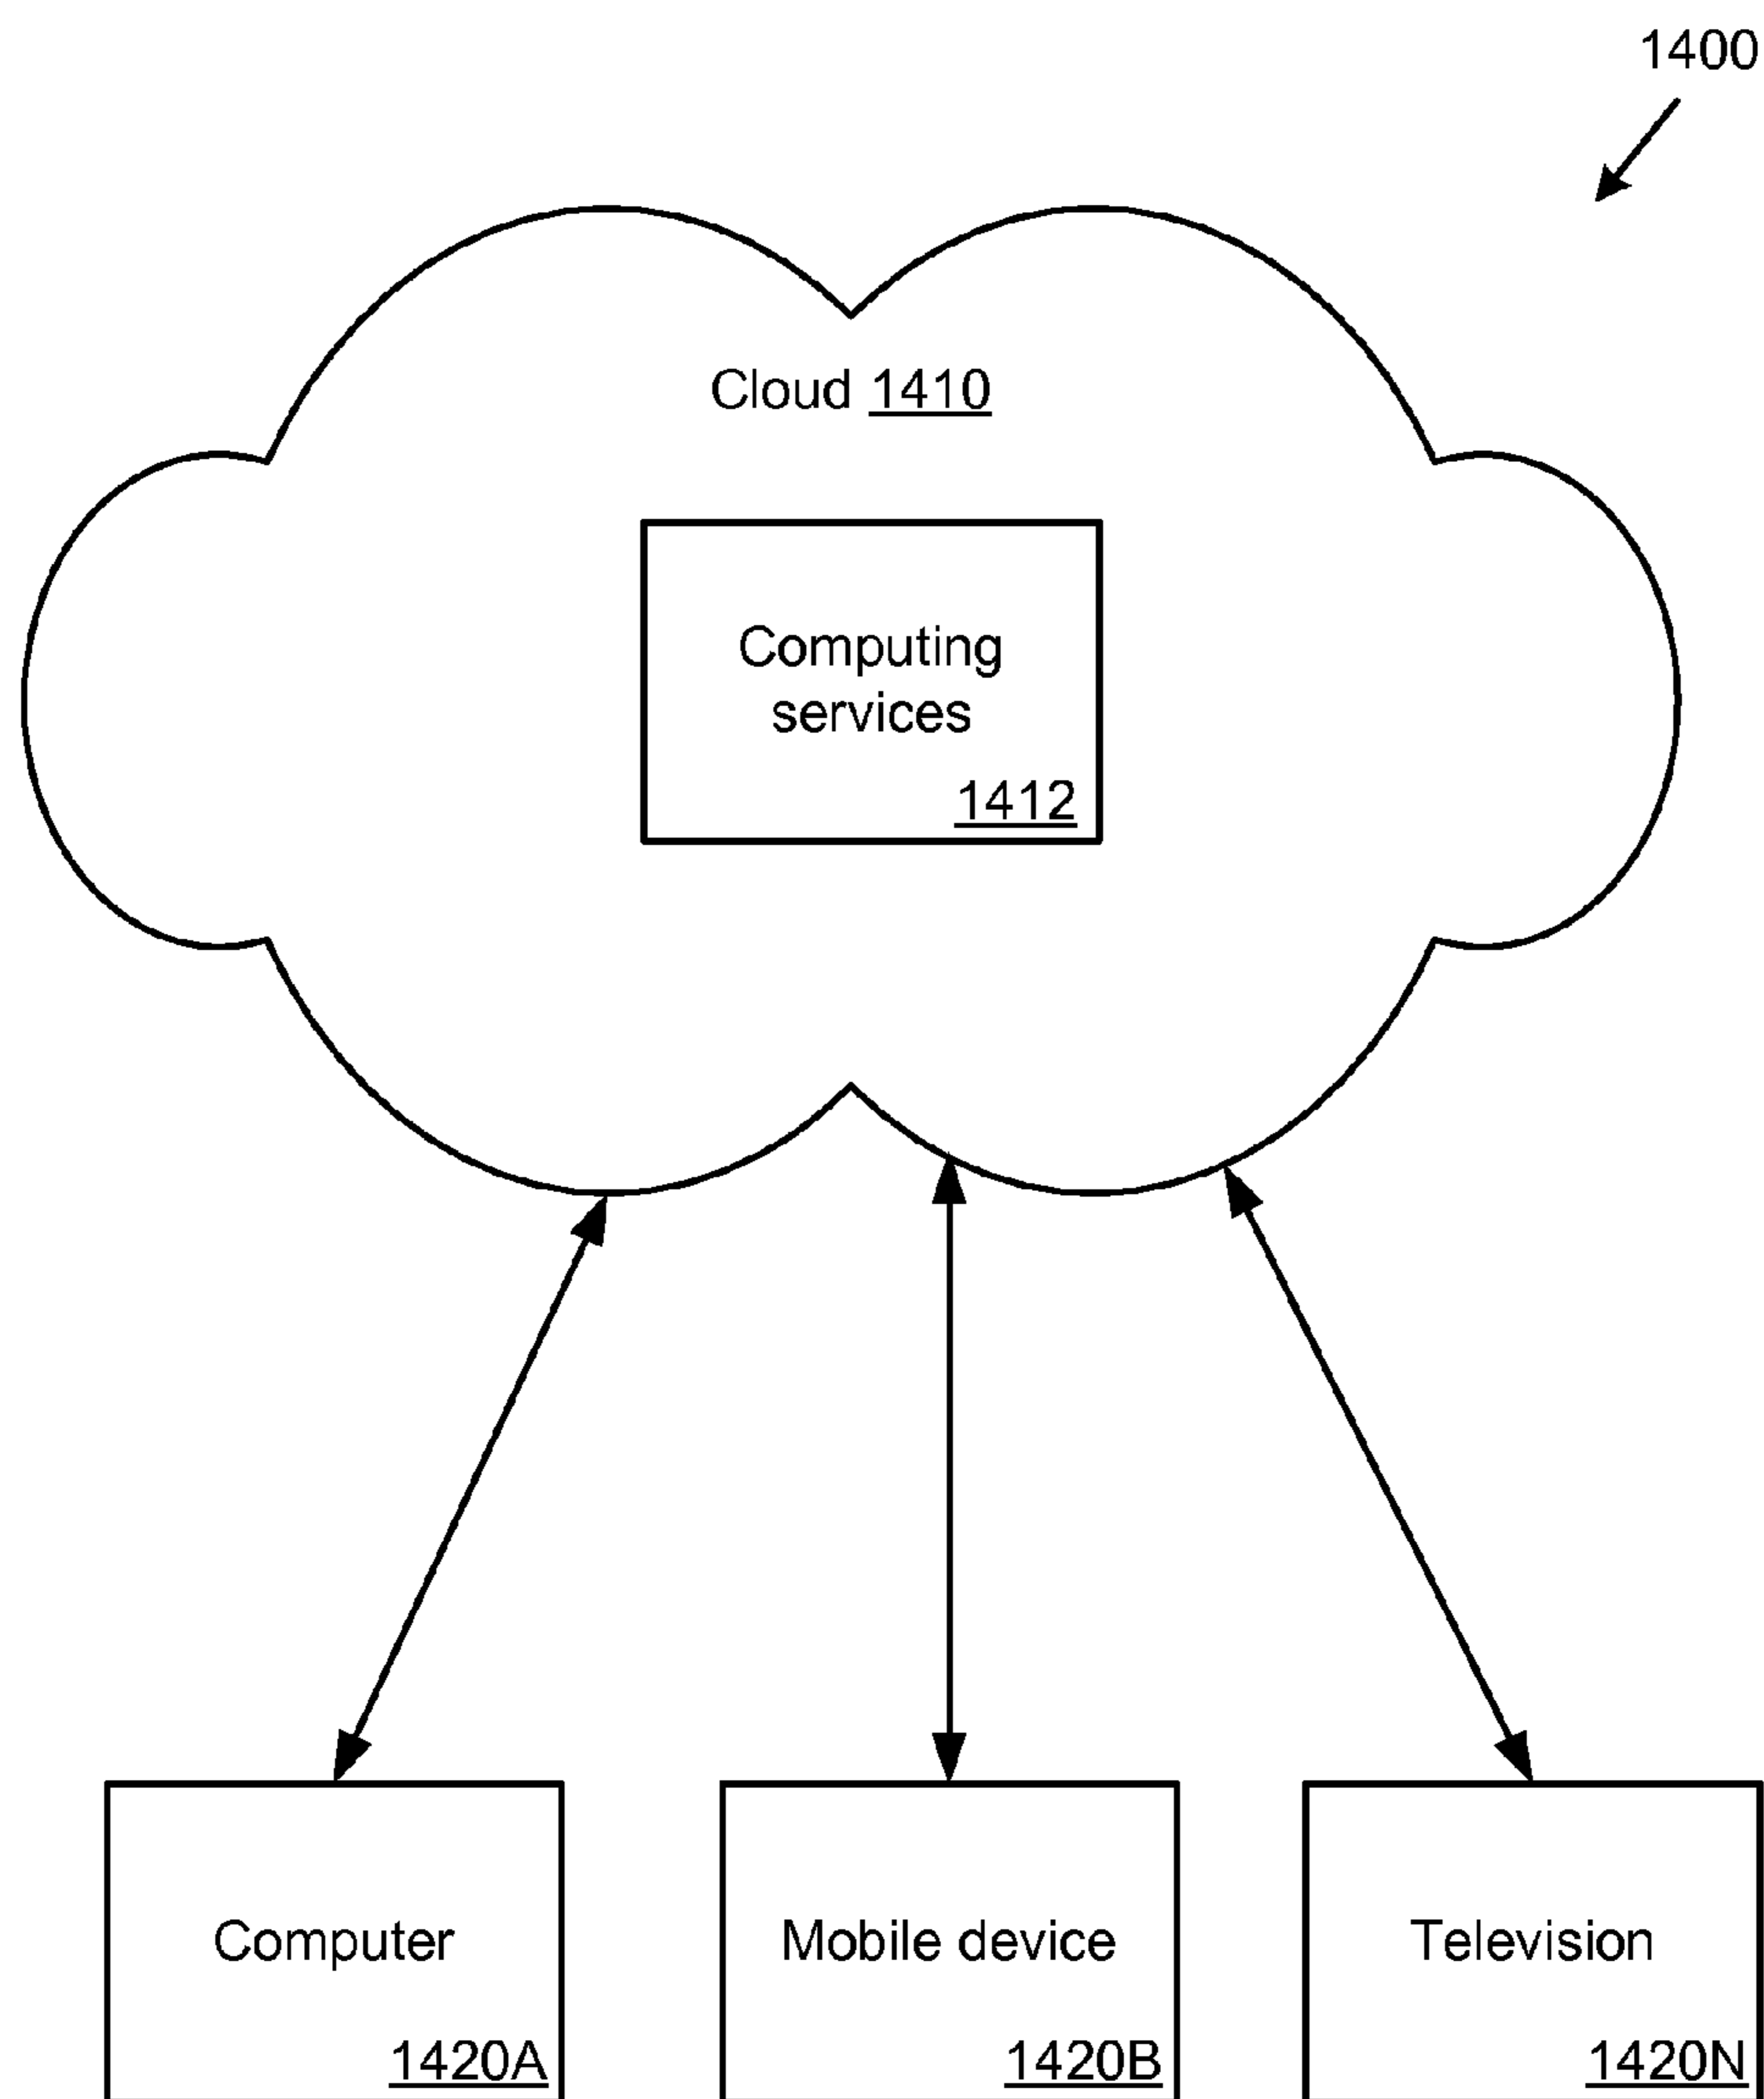 1400
Cloud 1410
Computing
services
1412
Computer
1420A
Mobile device
1420B
Television
1420N